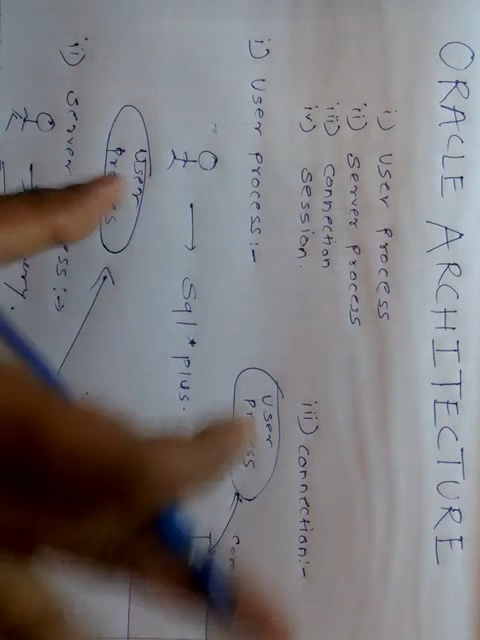 ORACLE ARCHITECTURE
i) User process
ii) Server process
iii) connection
iv) session.
i) User process:-
Sql*plus.
User
ii) Server
iii) connection:-
User